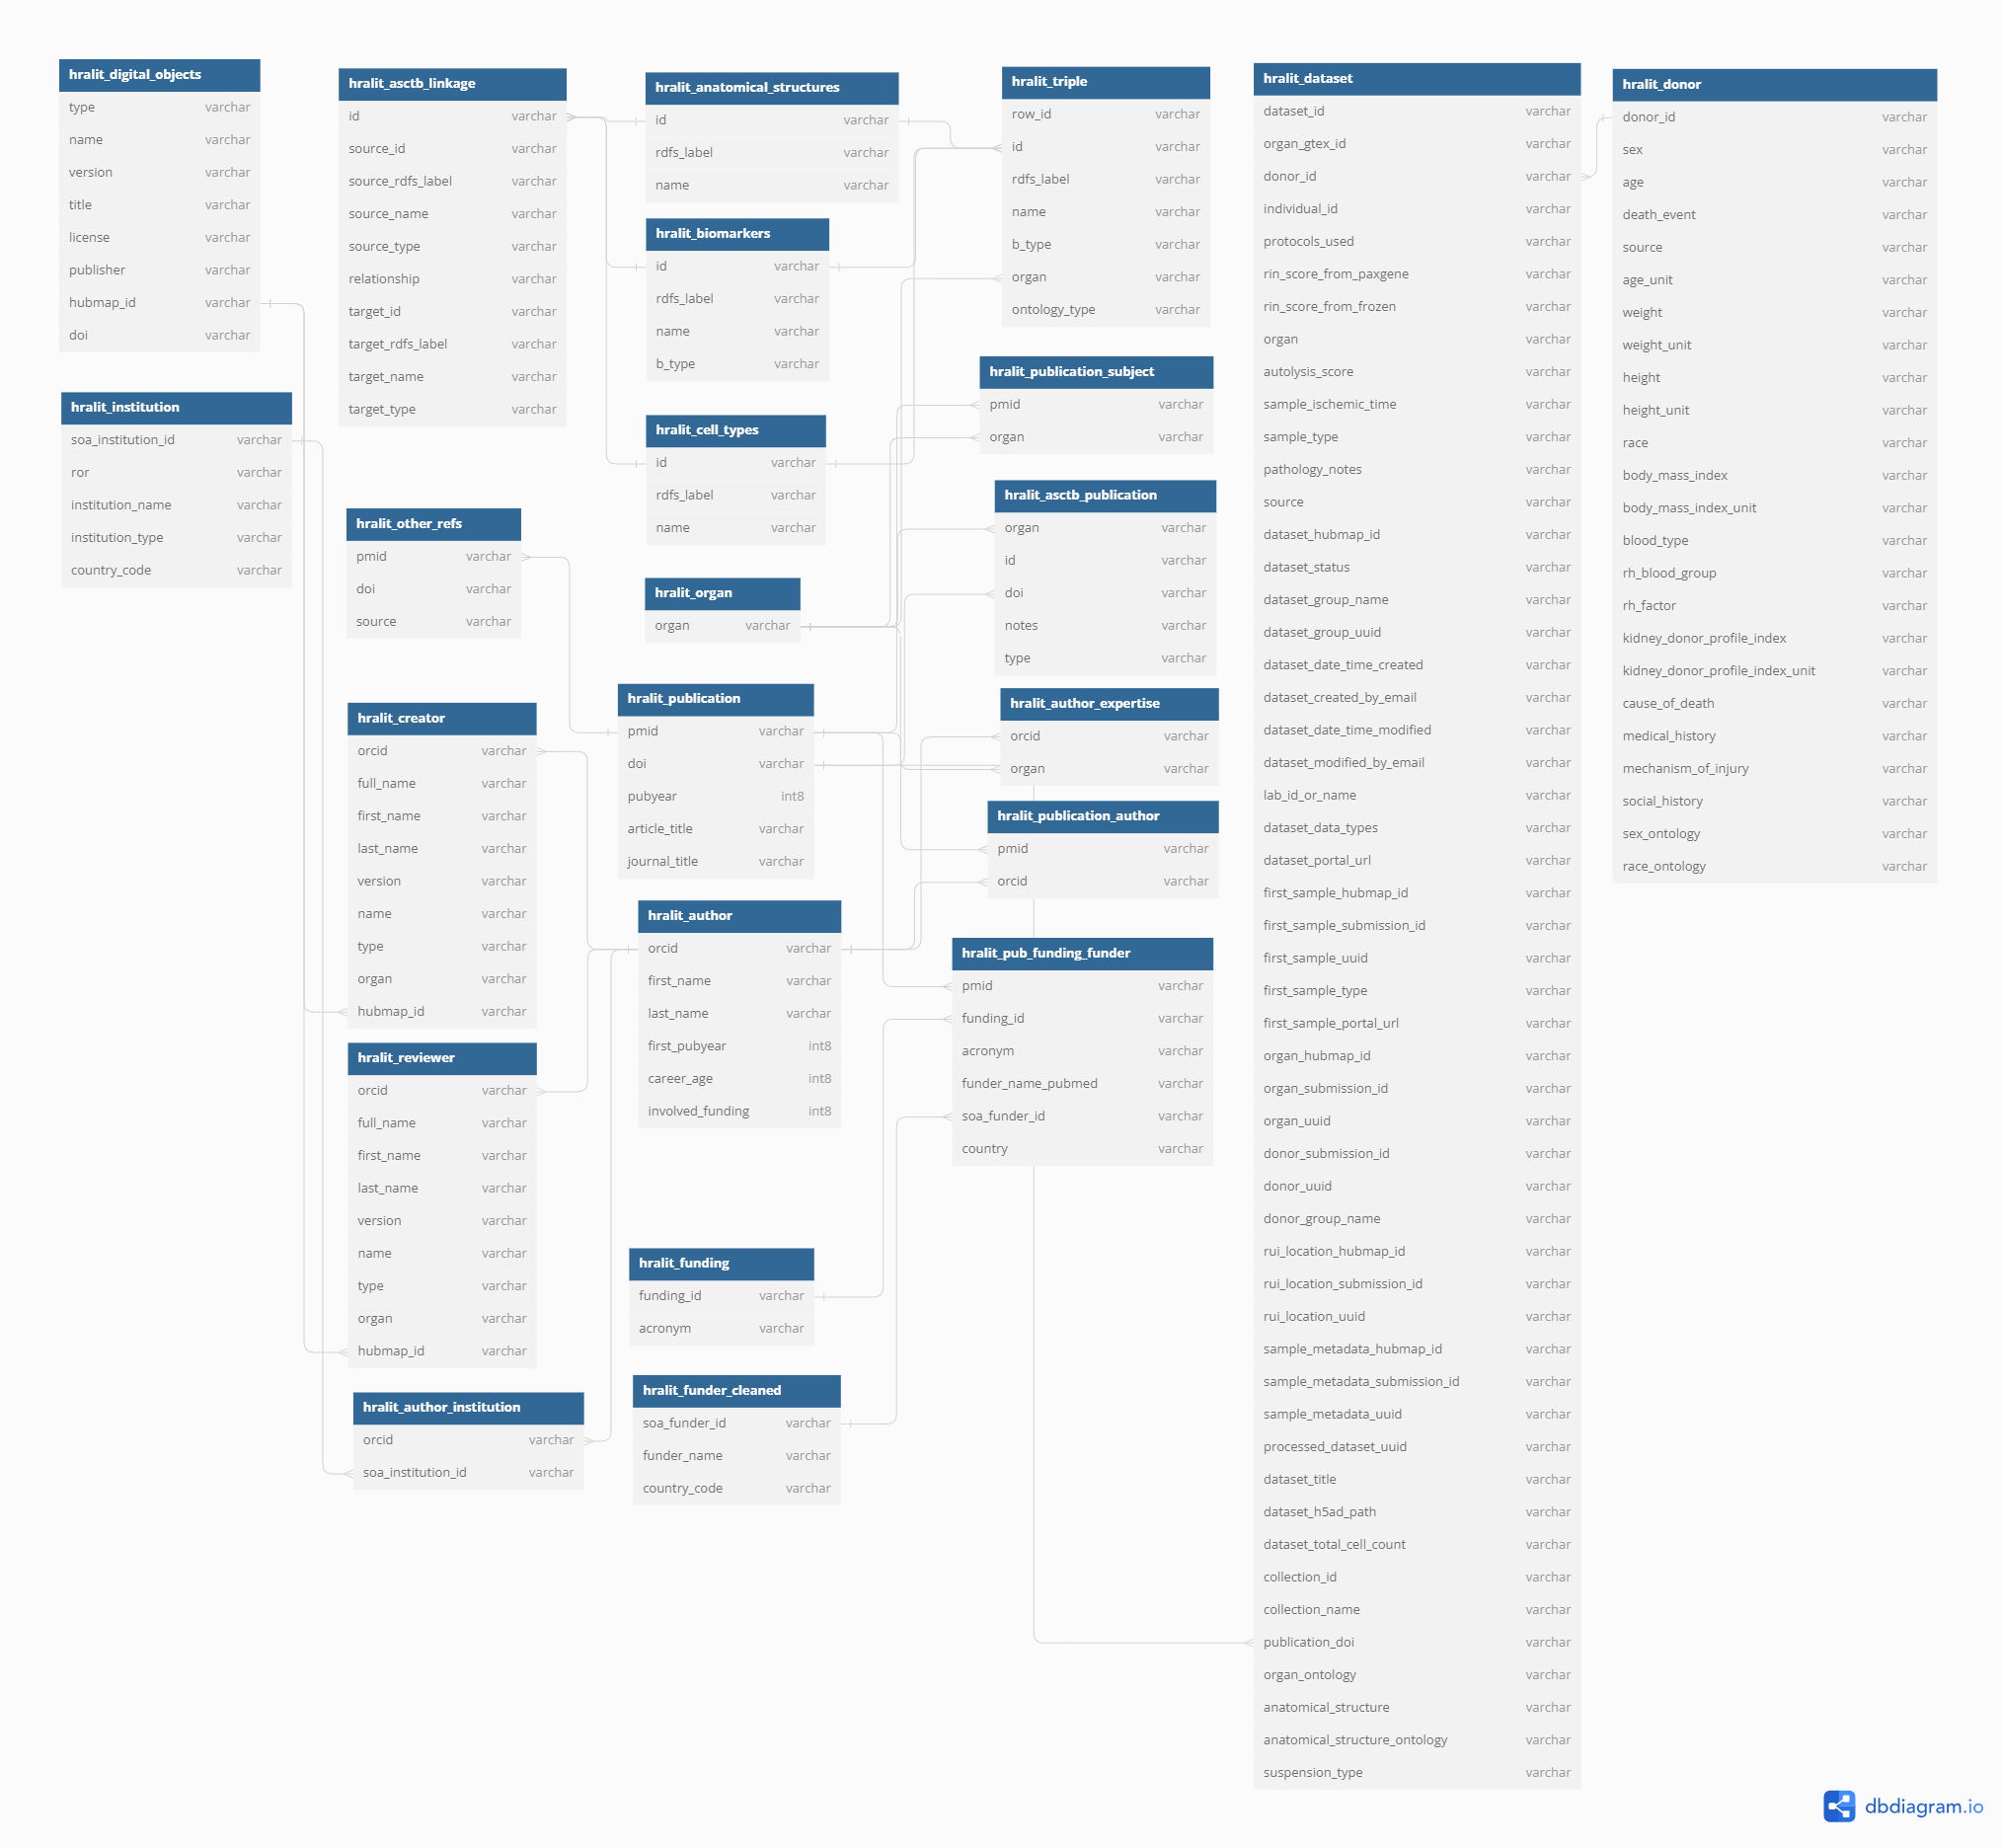 hralit_digital_objects
type varchar
name varchar
version varchar
title varchar
license varchar
publisher varchar
hubmap_id varchar
doi varchar
hralit_institution
soa_institution_id varchar
ror varchar
institution_name varchar
institution_type varchar
country_code varchar
hralit_asctb_linkage
id varchar
source_id varchar
source_rdfs_label varchar
source_name varchar
source_type varchar
relationship varchar
target_id varchar
target_rdfs_label varchar
target_name varchar
target_type varchar
hralit_other_refs
pmid varchar
doi varchar
source varchar
hralit_creator
orcid varchar
full_name varchar
first_name varchar
last_name varchar
version varchar
name varchar
type varchar
organ varchar
hubmap_id varchar
hralit_reviewer
orcid varchar
full_name varchar
first_name varchar
last_name varchar
version varchar
name varchar
type varchar
organ varchar
hubmap_id varchar
hralit_author_institution
orcid varchar
soa_institution_id varchar
hralit_anatomical_structures
id varchar
rdfs_label varchar
name varchar
hralit_biomarkers
id varchar
rdfs_label varchar
name varchar
b_type varchar
hralit_cell_types
id varchar
rdfs_label varchar
name varchar
hralit_organ
organ varchar
hralit_publication
pmid varchar
doi varchar
pubyear int8
article_title varchar
journal_title varchar
hralit_author
orcid varchar
first_name varchar
last_name varchar
first_pubyear int8
career_age int8
involved_funding int8
hralit_funding
funding_id varchar
acronym varchar
hralit_funder_cleaned
soa_funder_id varchar
funder_name varchar
country_code varchar
hralit_triple
row_id varchar
id varchar
rdfs_label varchar
name varchar
b_type varchar
organ varchar
ontology_type varchar
hralit_publication_subject
pmid varchar
organ varchar
hralit_asctb_publication
organ varchar
id varchar
doi varchar
notes varchar
type varchar
hralit_author_expertise
orcid varchar
organ varchar
hralit_publication_author
pmid varchar
orcid varchar
hralit_pub_funding_funder
pmid varchar
funding_id varchar
acronym varchar
funder_name_pubmed varchar
soa_funder_id varchar
country varchar
hralit_dataset
dataset_id varchar
organ_gtex_id varchar
donor_id varchar
individual_id varchar
protocols_used varchar
rin_score_from_paxgene varchar
rin_score_from_frozen varchar
organ varchar
autolysis_score varchar
sample_ischemic_time varchar
sample_type varchar
pathology_notes varchar
source varchar
dataset_hubmap_id varchar
dataset_status varchar
dataset_group_name varchar
dataset_group_uuid varchar
dataset_date_time_created varchar
dataset_created_by_email varchar
dataset_date_time_modified varchar
dataset_modified_by_email varchar
lab_id_or_name varchar
dataset_data_types varchar
dataset_portal_url varchar
first_sample_hubmap_id varchar
first_sample_submission_id varchar
first_sample_uuid varchar
first_sample_type varchar
first_sample_portal_url varchar
organ_hubmap_id varchar
organ_submission_id varchar
organ_uuid varchar
donor_submission_id varchar
donor_uuid varchar
donor_group_name varchar
rui_location_hubmap_id varchar
rui_location_submission_id varchar
rui_location_uuid varchar
sample_metadata_hubmap_id varchar
sample_metadata_submission_id varchar
sample_metadata_uuid varchar
processed_dataset_uuid varchar
dataset_title varchar
dataset_h5ad_path varchar
dataset_total_cell_count varchar
collection_id varchar
collection_name varchar
publication_doi varchar
organ_ontology varchar
anatomical_structure varchar
anatomical_structure_ontology varchar
suspension_type varchar
hralit_donor
donor_id varchar
sex varchar
age varchar
death_event varchar
source varchar
age_unit varchar
weight varchar
weight_unit varchar
height varchar
height_unit varchar
race varchar
body_mass_index varchar
body_mass_index_unit varchar
blood_type varchar
rh_blood_group varchar
rh_factor varchar
kidney_donor_profile_index varchar
kidney_donor_profile_index_unit varchar
cause_of_death varchar
medical_history varchar
mechanism_of_injury varchar
social_history varchar
sex_ontology varchar
race_ontology varchar
dbdiagram.io